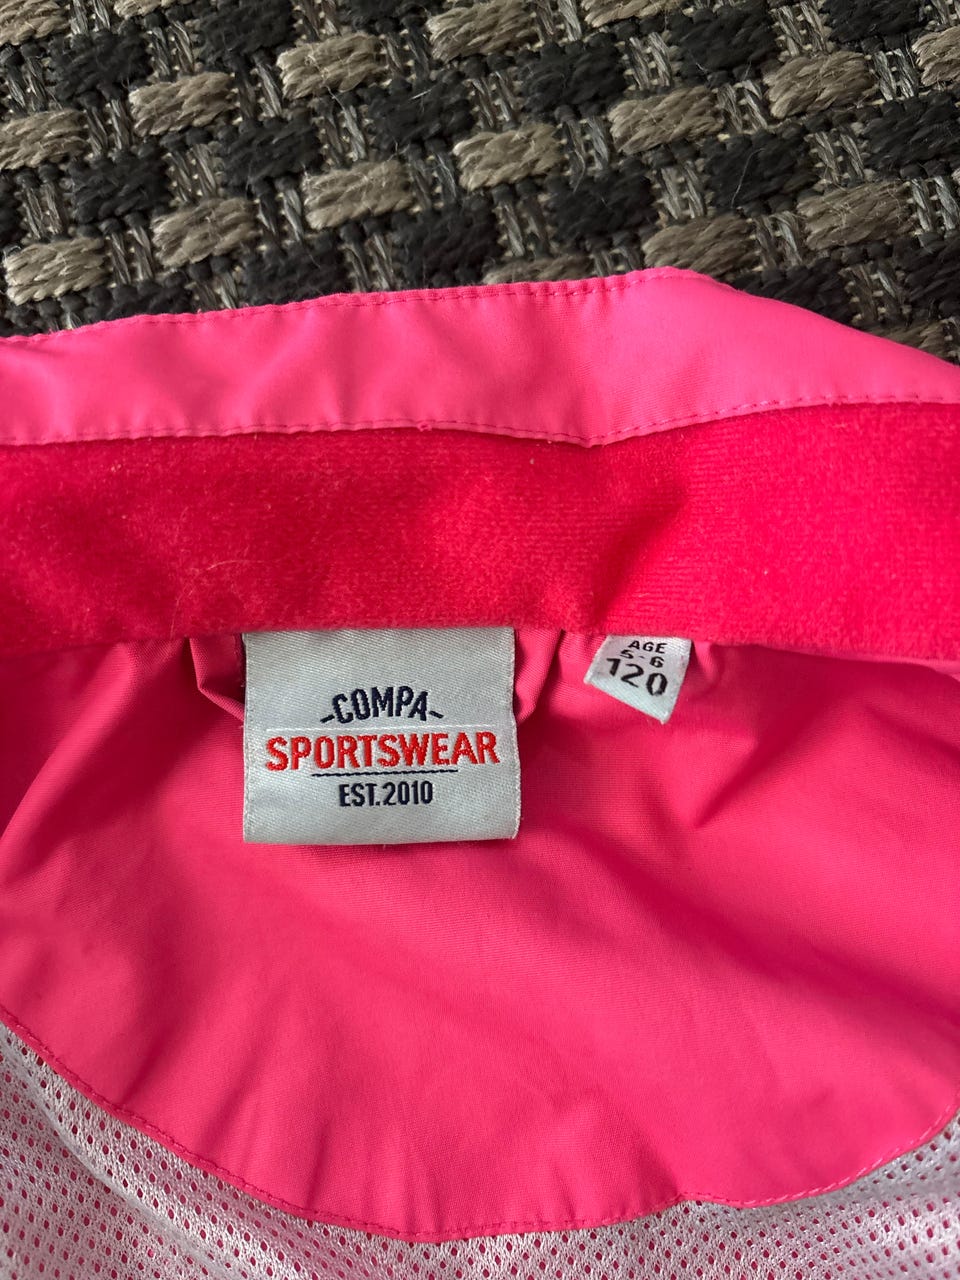 -COMPA-
SPORTSWEAR
EST.2010
AGE
5-6
120